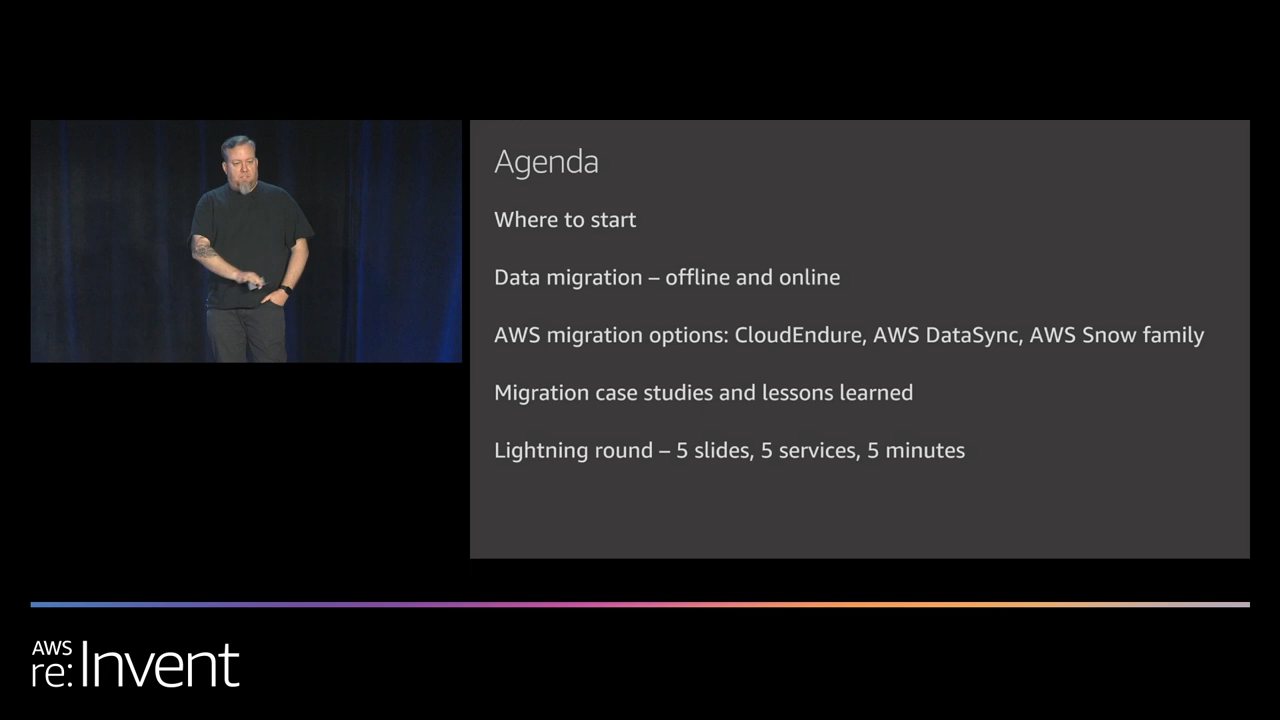 Agenda
Where to start
Data migration – offline and online
AWS migration options: CloudEndure, AWS DataSync, AWS Snow family
Migration case studies and lessons learned
Lightning round – 5 slides, 5 services, 5 minutes
AWS
re:Invent